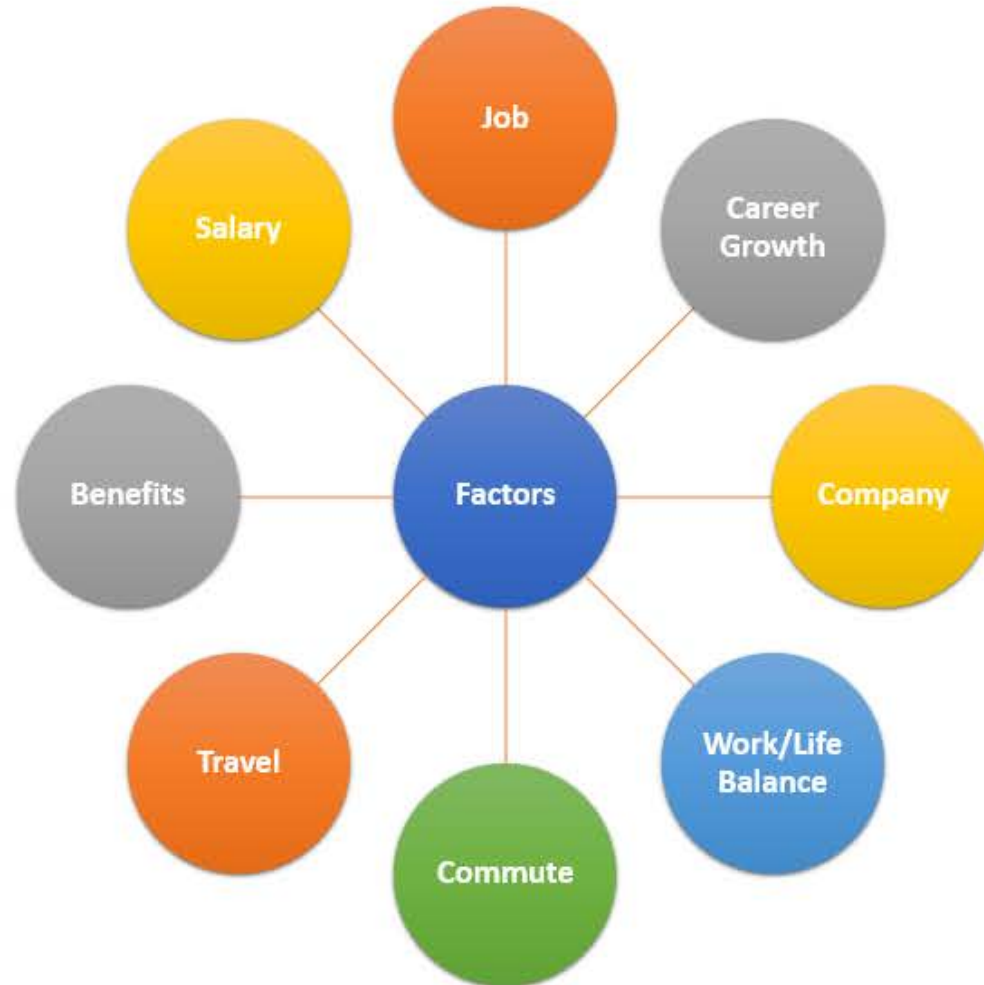 Job
Career
Growth
Salary
Benefits
Factors
Company
Travel
Work/Life
Balance
Commute